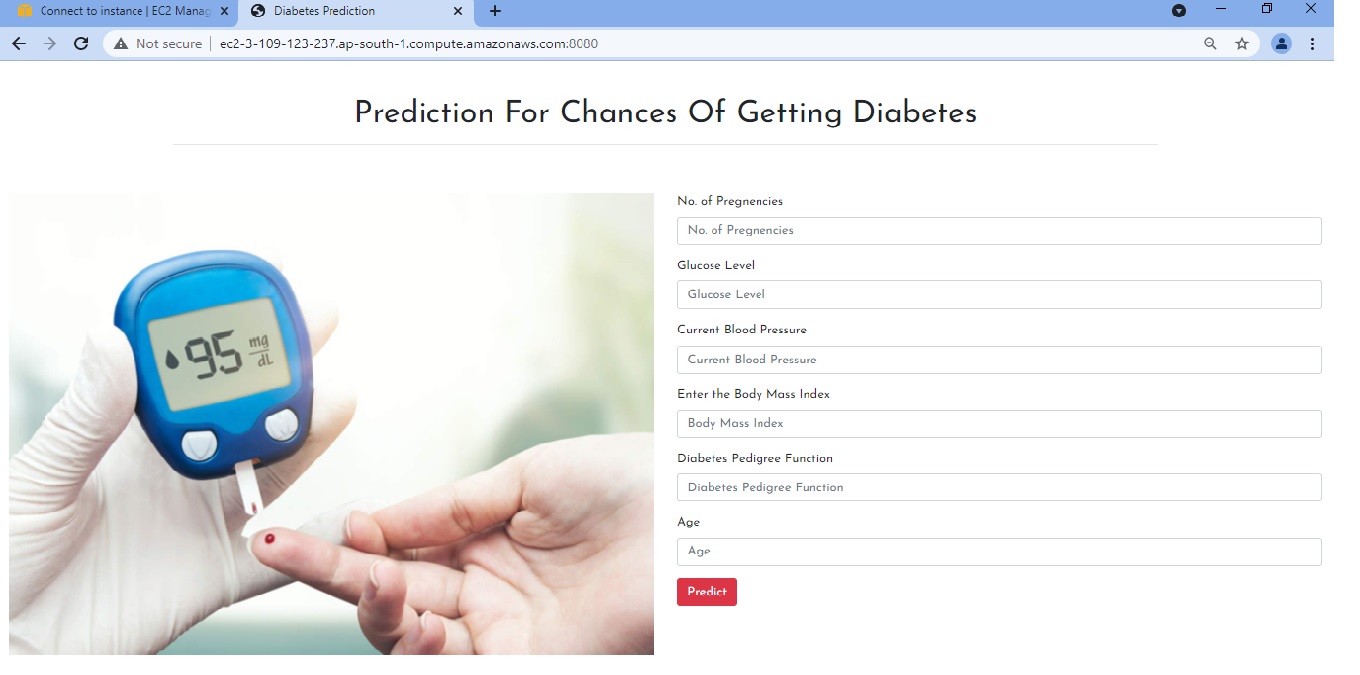 Connect to instance | EC2 Manag
Diabetes Prediction
Not secure
ec2-3-109-123-237.ap-south-1.compute.amazonaws.com:8080
Prediction For Chances Of Getting Diabetes
95 mg
dL
No. of Pregnencies
No. of Pregnencies
Glucose Level
Glucose Level
Current Blood Pressure
Current Blood Pressure
Enter the Body Mass Index
Body Mass Index
Diabetes Pedigree Function
Diabetes Pedigree Function
Age
Age
Predict